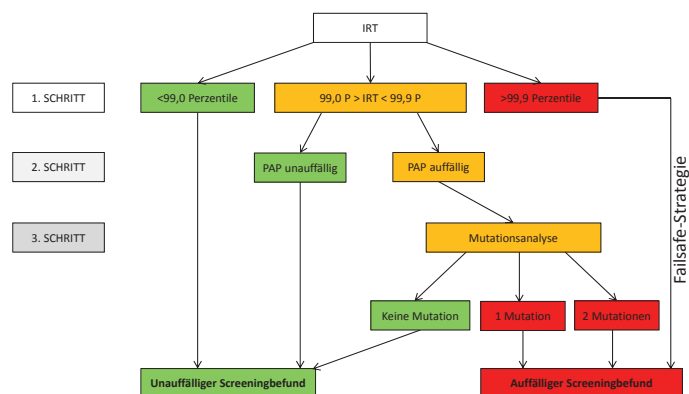 IRT
1. SCHRITT
<99,0 Perzentile
99,0 P > IRT < 99,9 P
>99,9 Perzentile
2. SCHRITT
PAP unauffällig
PAP auffällig
3. SCHRITT
Mutationsanalyse
Failsafe-Strategie
Keine Mutation
1 Mutation
2 Mutationen
Unauffälliger Screeningbefund
Auffälliger Screeningbefund